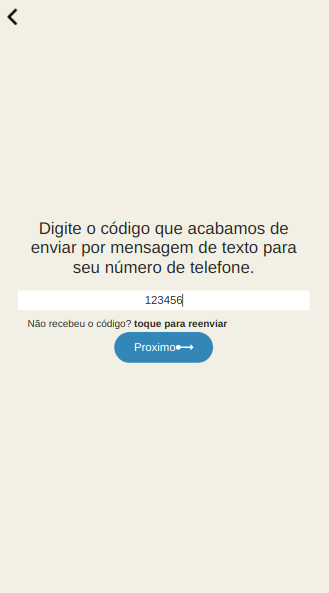 Digite o código que acabamos de
enviar por mensagem de texto para
seu número de telefone.
123456
Não recebeu o código? toque para reenviar
Proximo